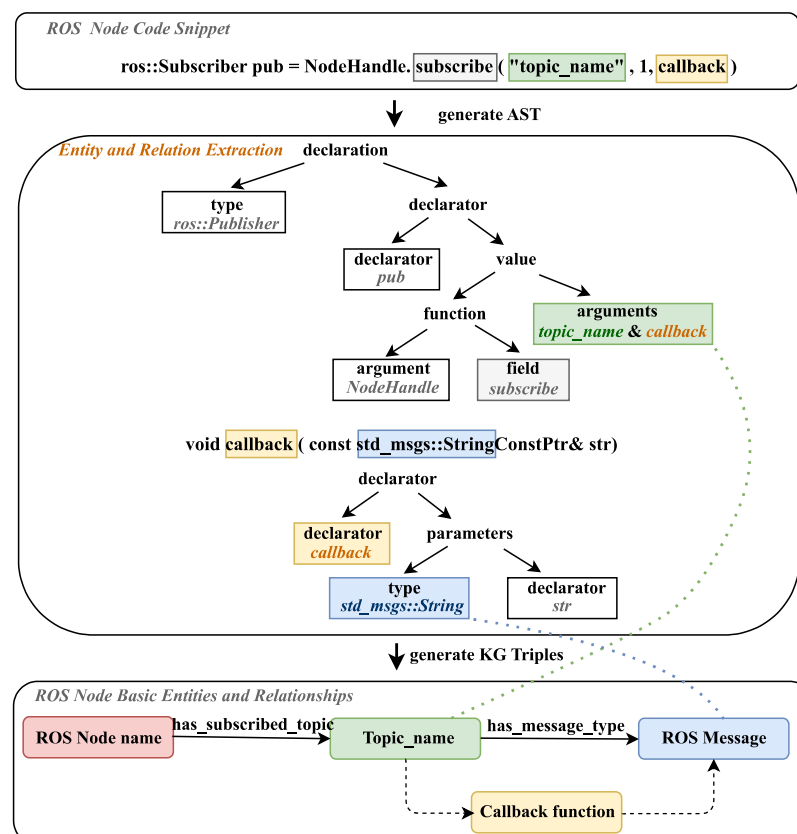 ROS Node Code Snippet
ros::Subscriber pub = NodeHandle. subscribe ( "topic_name" , 1, callback )
generate AST
Entity and Relation Extraction
declaration
type
ros::Publisher
declarator
declarator
pub
value
function
arguments
topic_name & callback
argument
NodeHandle
field
subscribe
void callback ( const std_msgs::StringConstPtr& str)
declarator
declarator
callback
parameters
type
std_msgs::String
declarator
str
generate KG Triples
ROS Node Basic Entities and Relationships
ROS Node name
has_subscribed_topic
Topic_name
has_message_type
ROS Message
Callback function